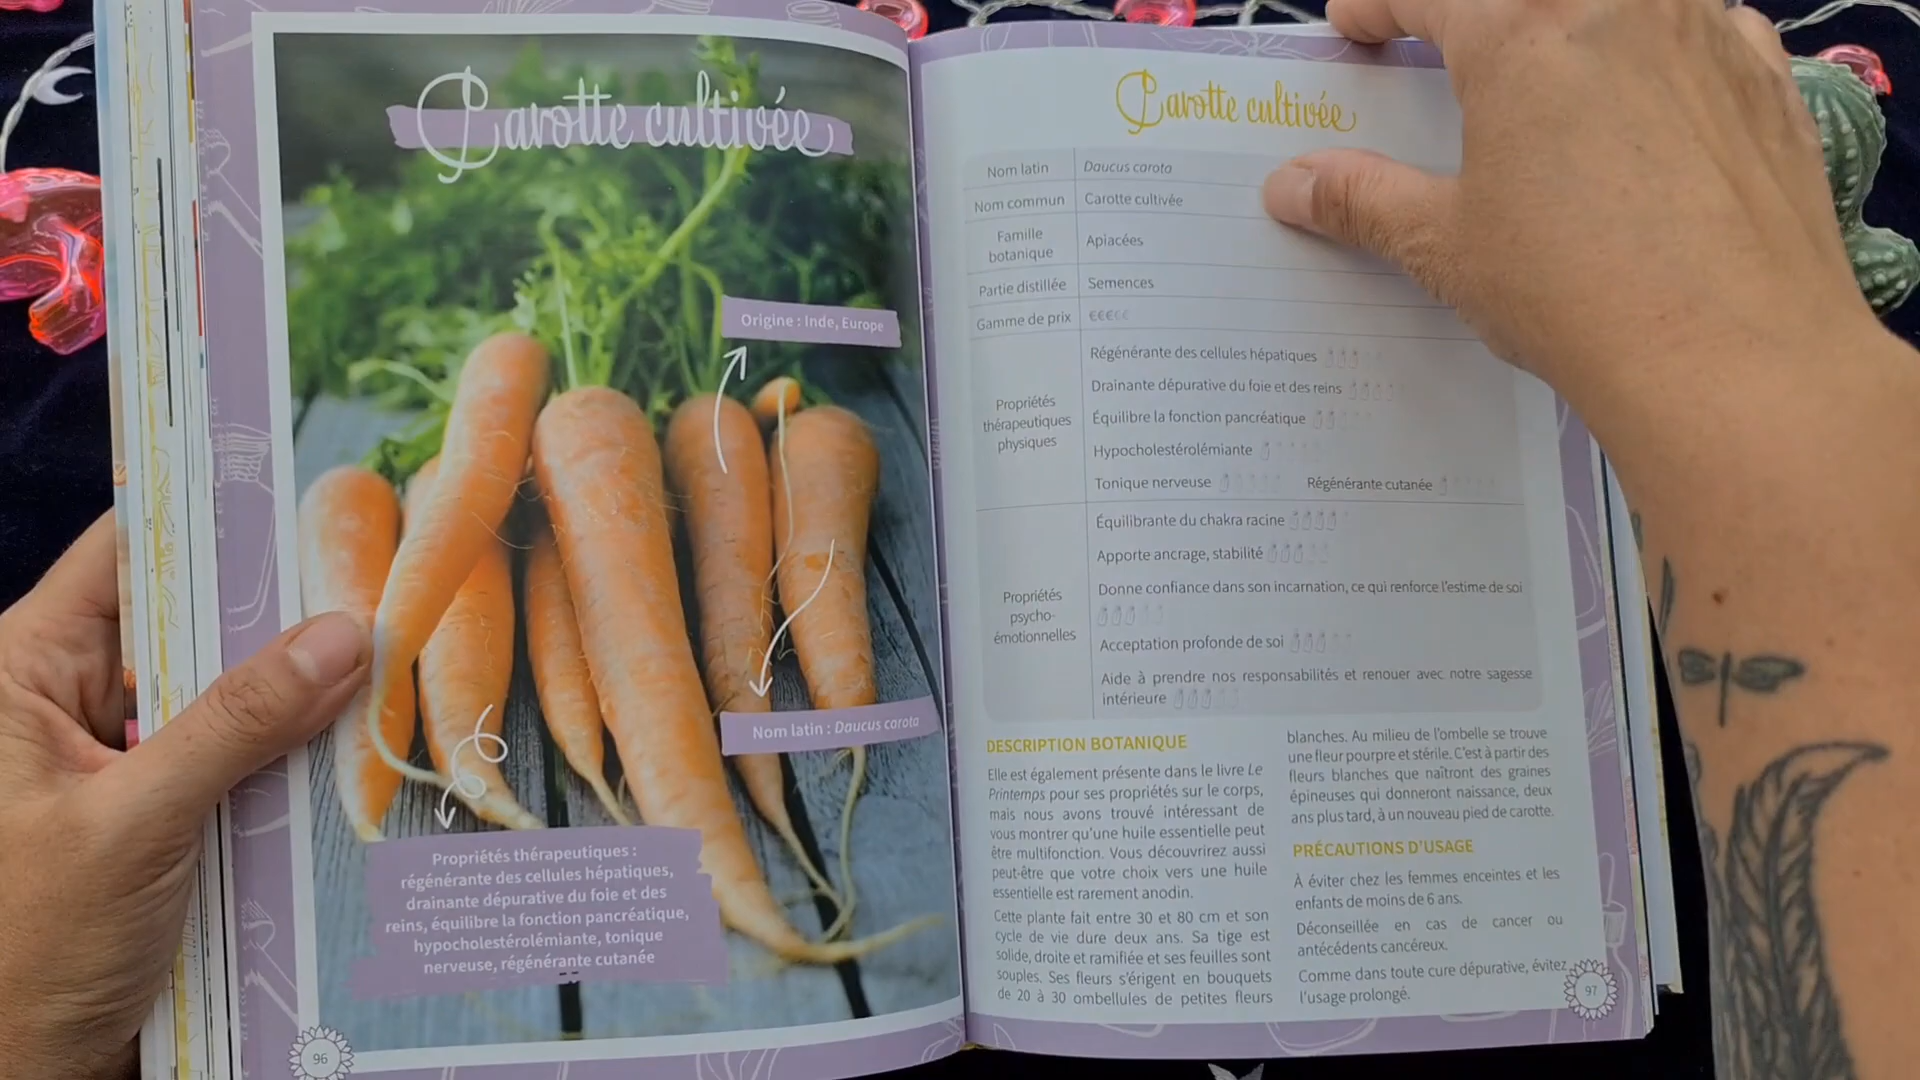 Carotte cultivée
Origine : Inde, Europe
Nom latin : Daucus carota
Propriétés thérapeutiques :
régénérante des cellules hépatiques,
drainante dépurative du foie et des
reins, équilibre la fonction pancréatique,
hypocholestérolémiante, tonique
nerveuse, régénérante cutanée
96
Carotte cultivée
Nom latin Daucus carota
Nom commun Carotte cultivée
Famille
botanique
Apiacées
Partie distillée Semences
Gamme de prix €€€€€
Propriétés
thérapeutiques
physiques
Régénérante des cellules hépatiques
Drainante dépurative du foie et des reins
Équilibre la fonction pancréatique
Hypocholestérolémiante
Tonique nerveuse Régénérante cutanée
Propriétés
psycho-
émotionnelles
Équilibrante du chakra racine
Apporte ancrage, stabilité
Donne confiance dans son incarnation, ce qui renforce l'estime de soi
Acceptation profonde de soi
Aide à prendre nos responsabilités et renouer avec notre sagesse
intérieure
DESCRIPTION BOTANIQUE
Elle est également présente dans le livre Le
Printemps pour ses propriétés sur le corps,
mais nous avons trouvé intéressant de
vous montrer qu'une huile essentielle peut
être multifonction. Vous découvrirez aussi
peut-être que votre choix vers une huile
essentielle est rarement anodin.
Cette plante fait entre 30 et 80 cm et son
cycle de vie dure deux ans. Sa tige est
solide, droite et ramifiée et ses feuilles sont
souples. Ses fleurs s'érigent en bouquets
de 20 à 30 ombellules de petites fleurs
blanches. Au milieu de l'ombelle se trouve
une fleur pourpre et stérile. C'est à partir des
fleurs blanches que naîtront des graines
épineuses qui donneront naissance, deux
ans plus tard, à un nouveau pied de carotte.
PRÉCAUTIONS D'USAGE
À éviter chez les femmes enceintes et les
enfants de moins de 6 ans.
Déconseillée en cas de cancer ou
antécédents cancéreux.
Comme dans toute cure dépurative, évitez
l'usage prolongé.
97